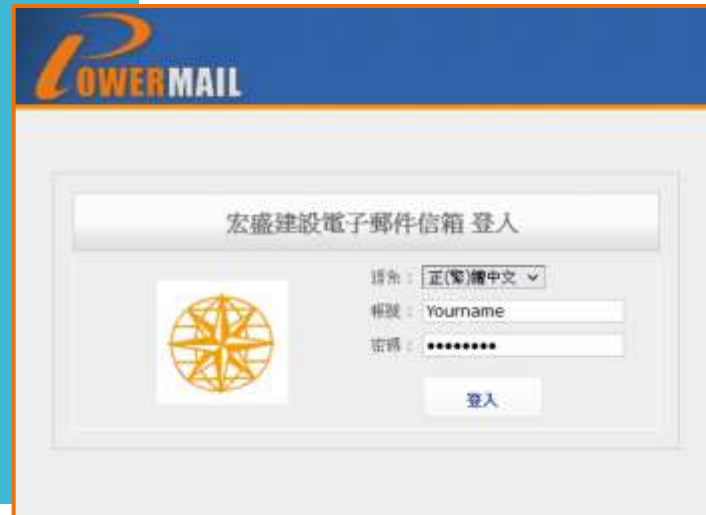 POWERMAIL
宏盛建設電子郵件信箱 登入
語系： 正(繁)體中文
帳號： Yourname
密碼： ••••••••
登入